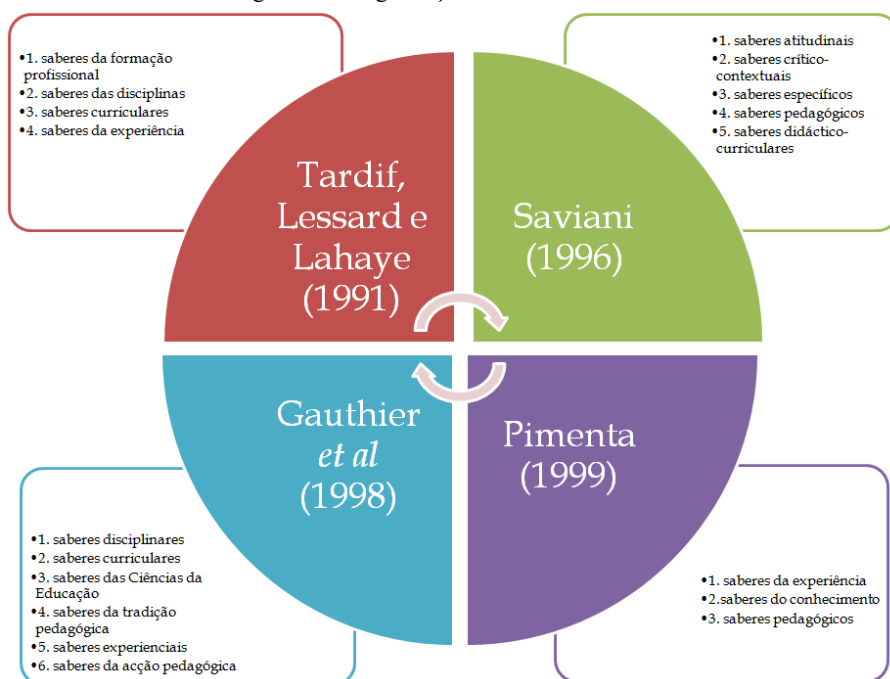 •1. saberes da formação
profissional
•2. saberes das disciplinas
•3. saberes curriculares
•4. saberes da experiência
•1. saberes atitudinais
•2. saberes crítico-
contextuais
•3. saberes específicos
•4. saberes pedagógicos
•5. saberes didáctico-
curriculares
Tardif,
Lessard e
Lahaye
(1991)
Saviani
(1996)
Gauthier
et al
(1998)
Pimenta
(1999)
•1. saberes disciplinares
•2. saberes curriculares
•3. saberes das Ciências da
Educação
•4. saberes da tradição
pedagógica
•5. saberes experienciais
•6. saberes da acção pedagógica
•1. saberes da experiência
•2.saberes do conhecimento
•3. saberes pedagógicos